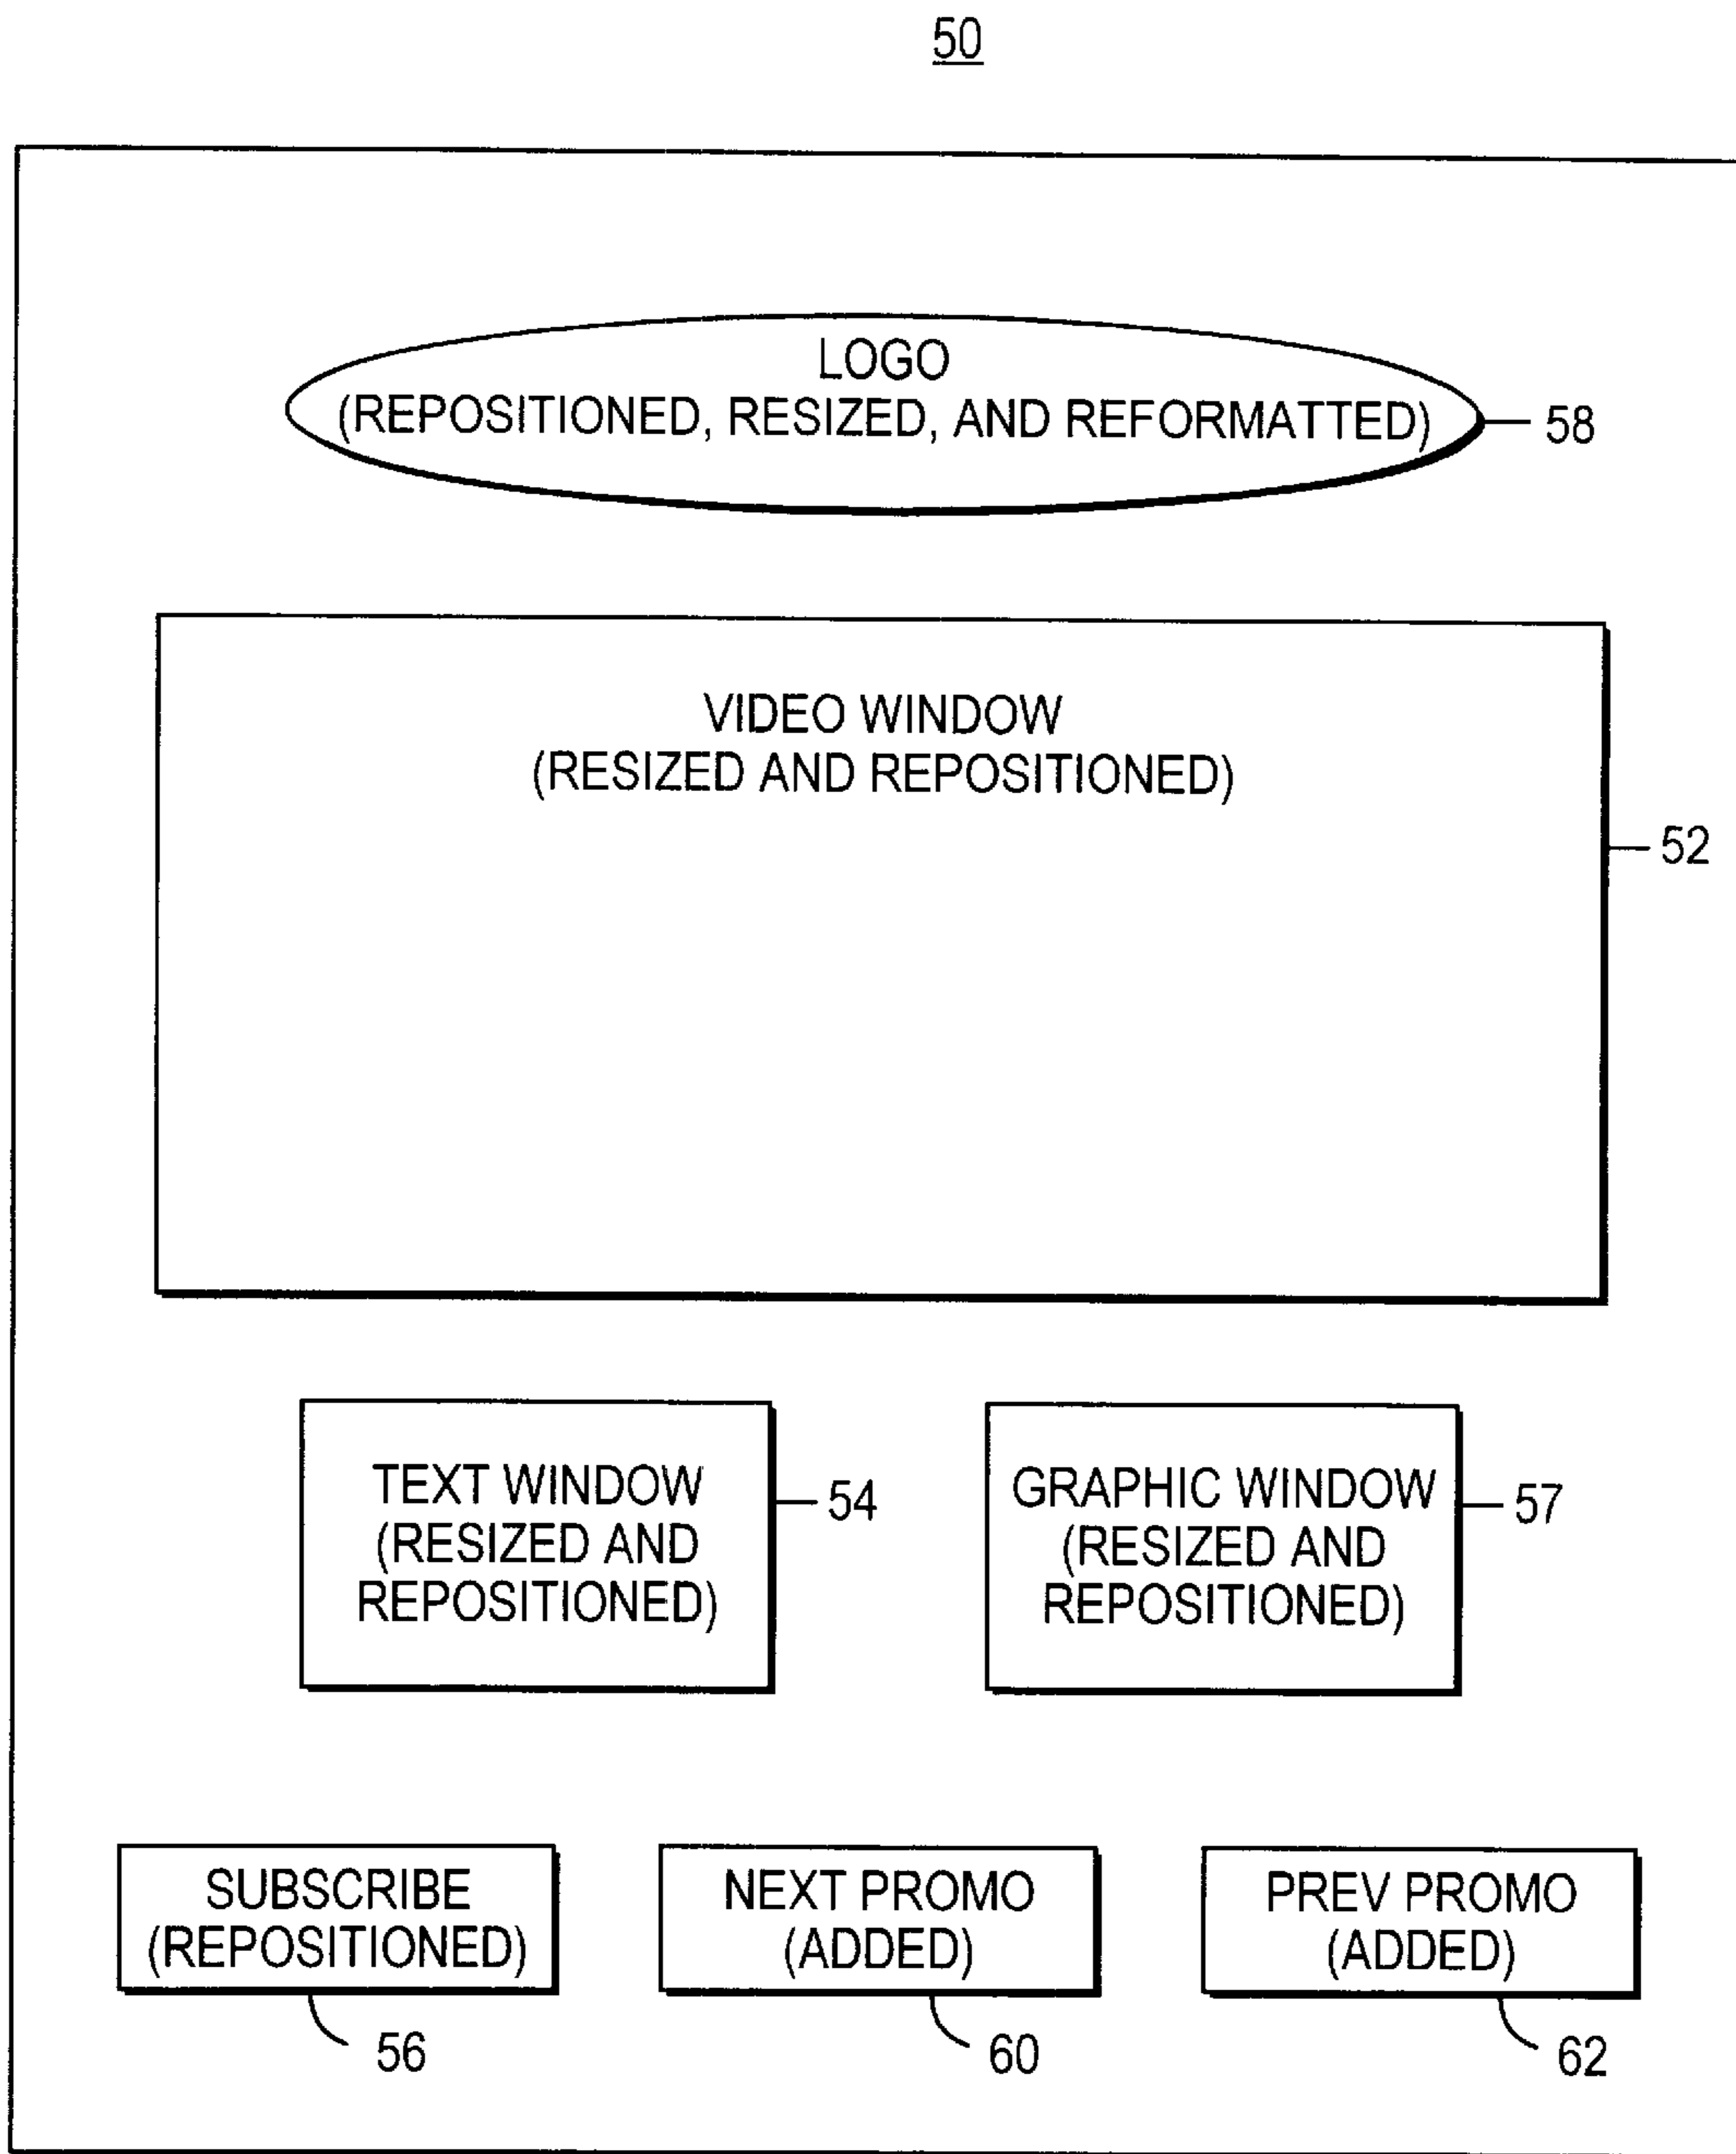 50
LOGO
(REPOSITIONED, RESIZED, AND REFORMATTED)
58
VIDEO WINDOW
(RESIZED AND REPOSITIONED)
52
TEXT WINDOW
(RESIZED AND
REPOSITIONED)
54
GRAPHIC WINDOW
(RESIZED AND
REPOSITIONED)
57
SUBSCRIBE
(REPOSITIONED)
56
NEXT PROMO
(ADDED)
60
PREV PROMO
(ADDED)
62